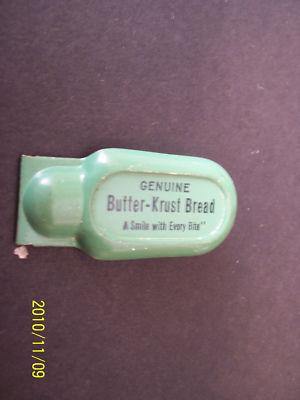 GENUINE
Butter-Krust Bread
A Smile with Every Bite"
2010/11/09